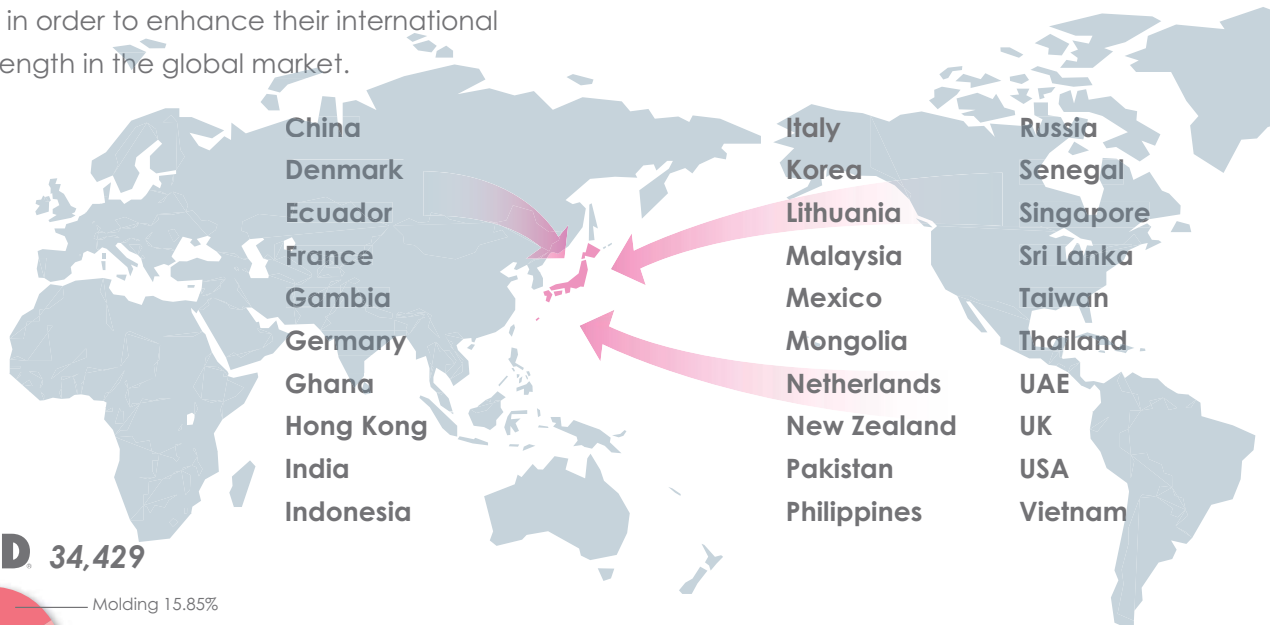 in order to enhance their international
ength in the global market.
China
Denmark
Ecuador
France
Gambia
Germany
Ghana
Hong Kong
India
Indonesia
Italy
Korea
Lithuania
Malaysia
Mexico
Mongolia
Netherlands
New Zealand
Pakistan
Philippines
Russia
Senegal
Singapore
Sri Lanka
Taiwan
Thailand
UAE
UK
USA
Vietnam
D 34,429
Molding 15.85%